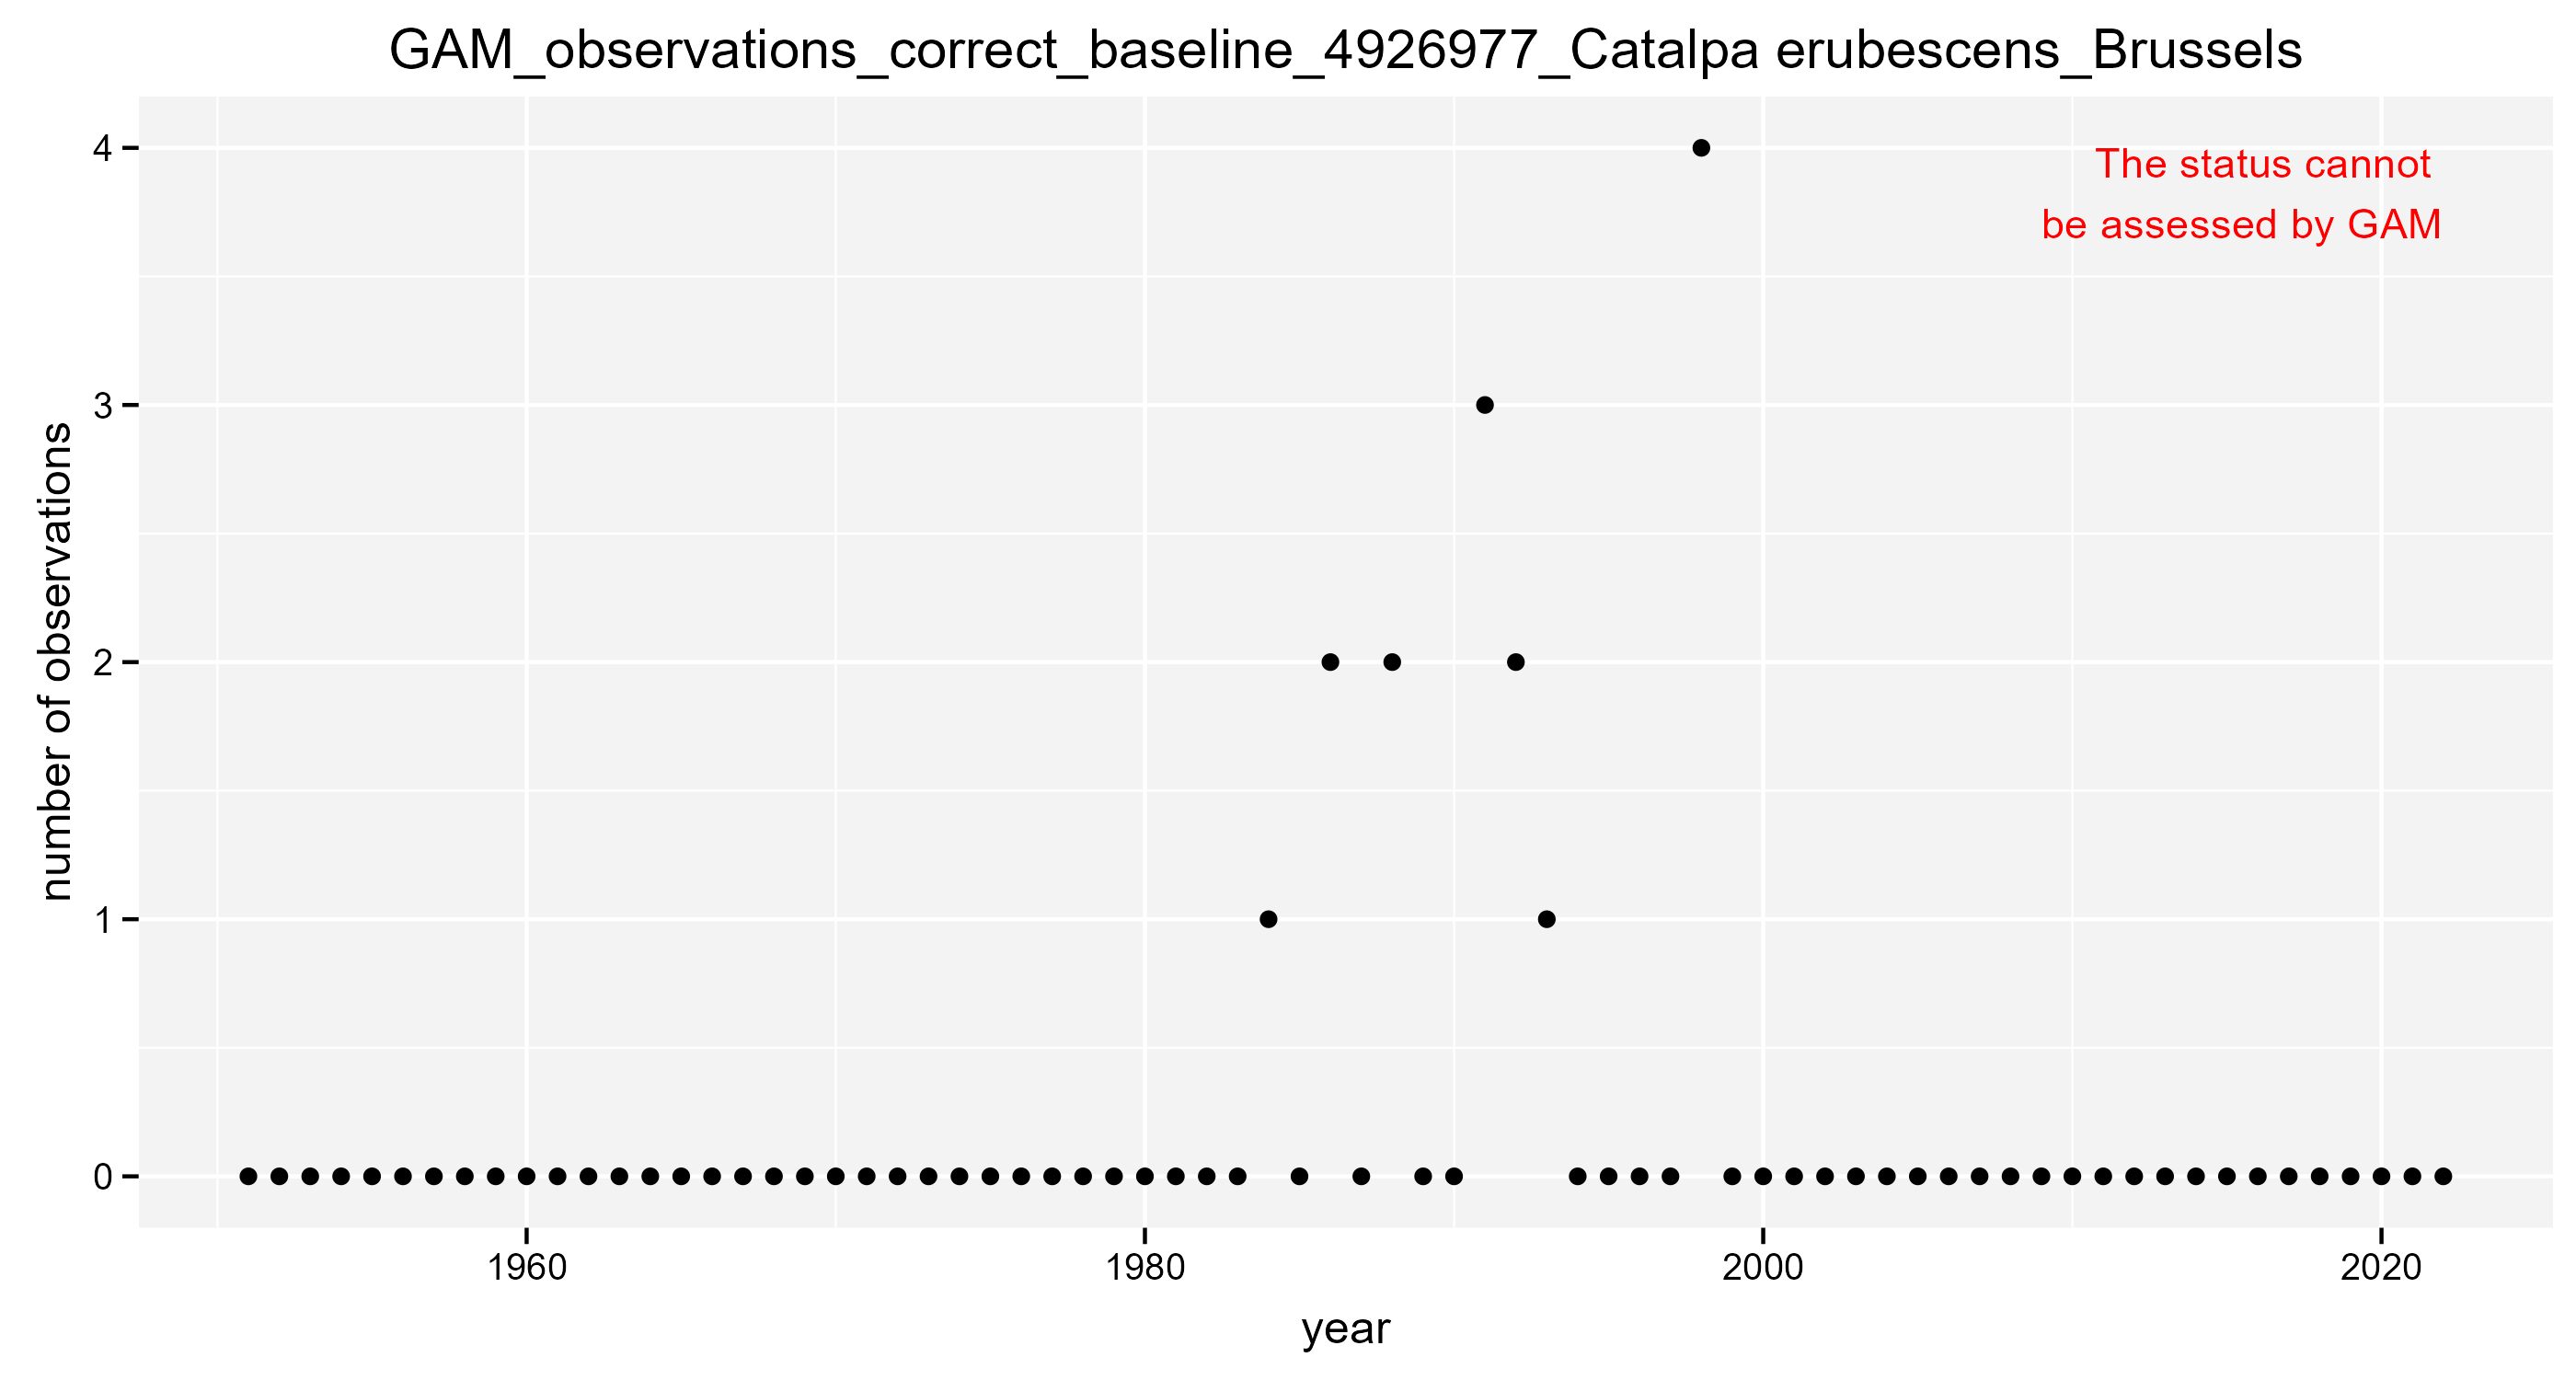 GAM_observations_correct_baseline_4926977_Catalpa erubescens_Brussels
The status cannot
be assessed by GAM
number of observations
4
3
2
1
0
1960
1980
2000
2020
year